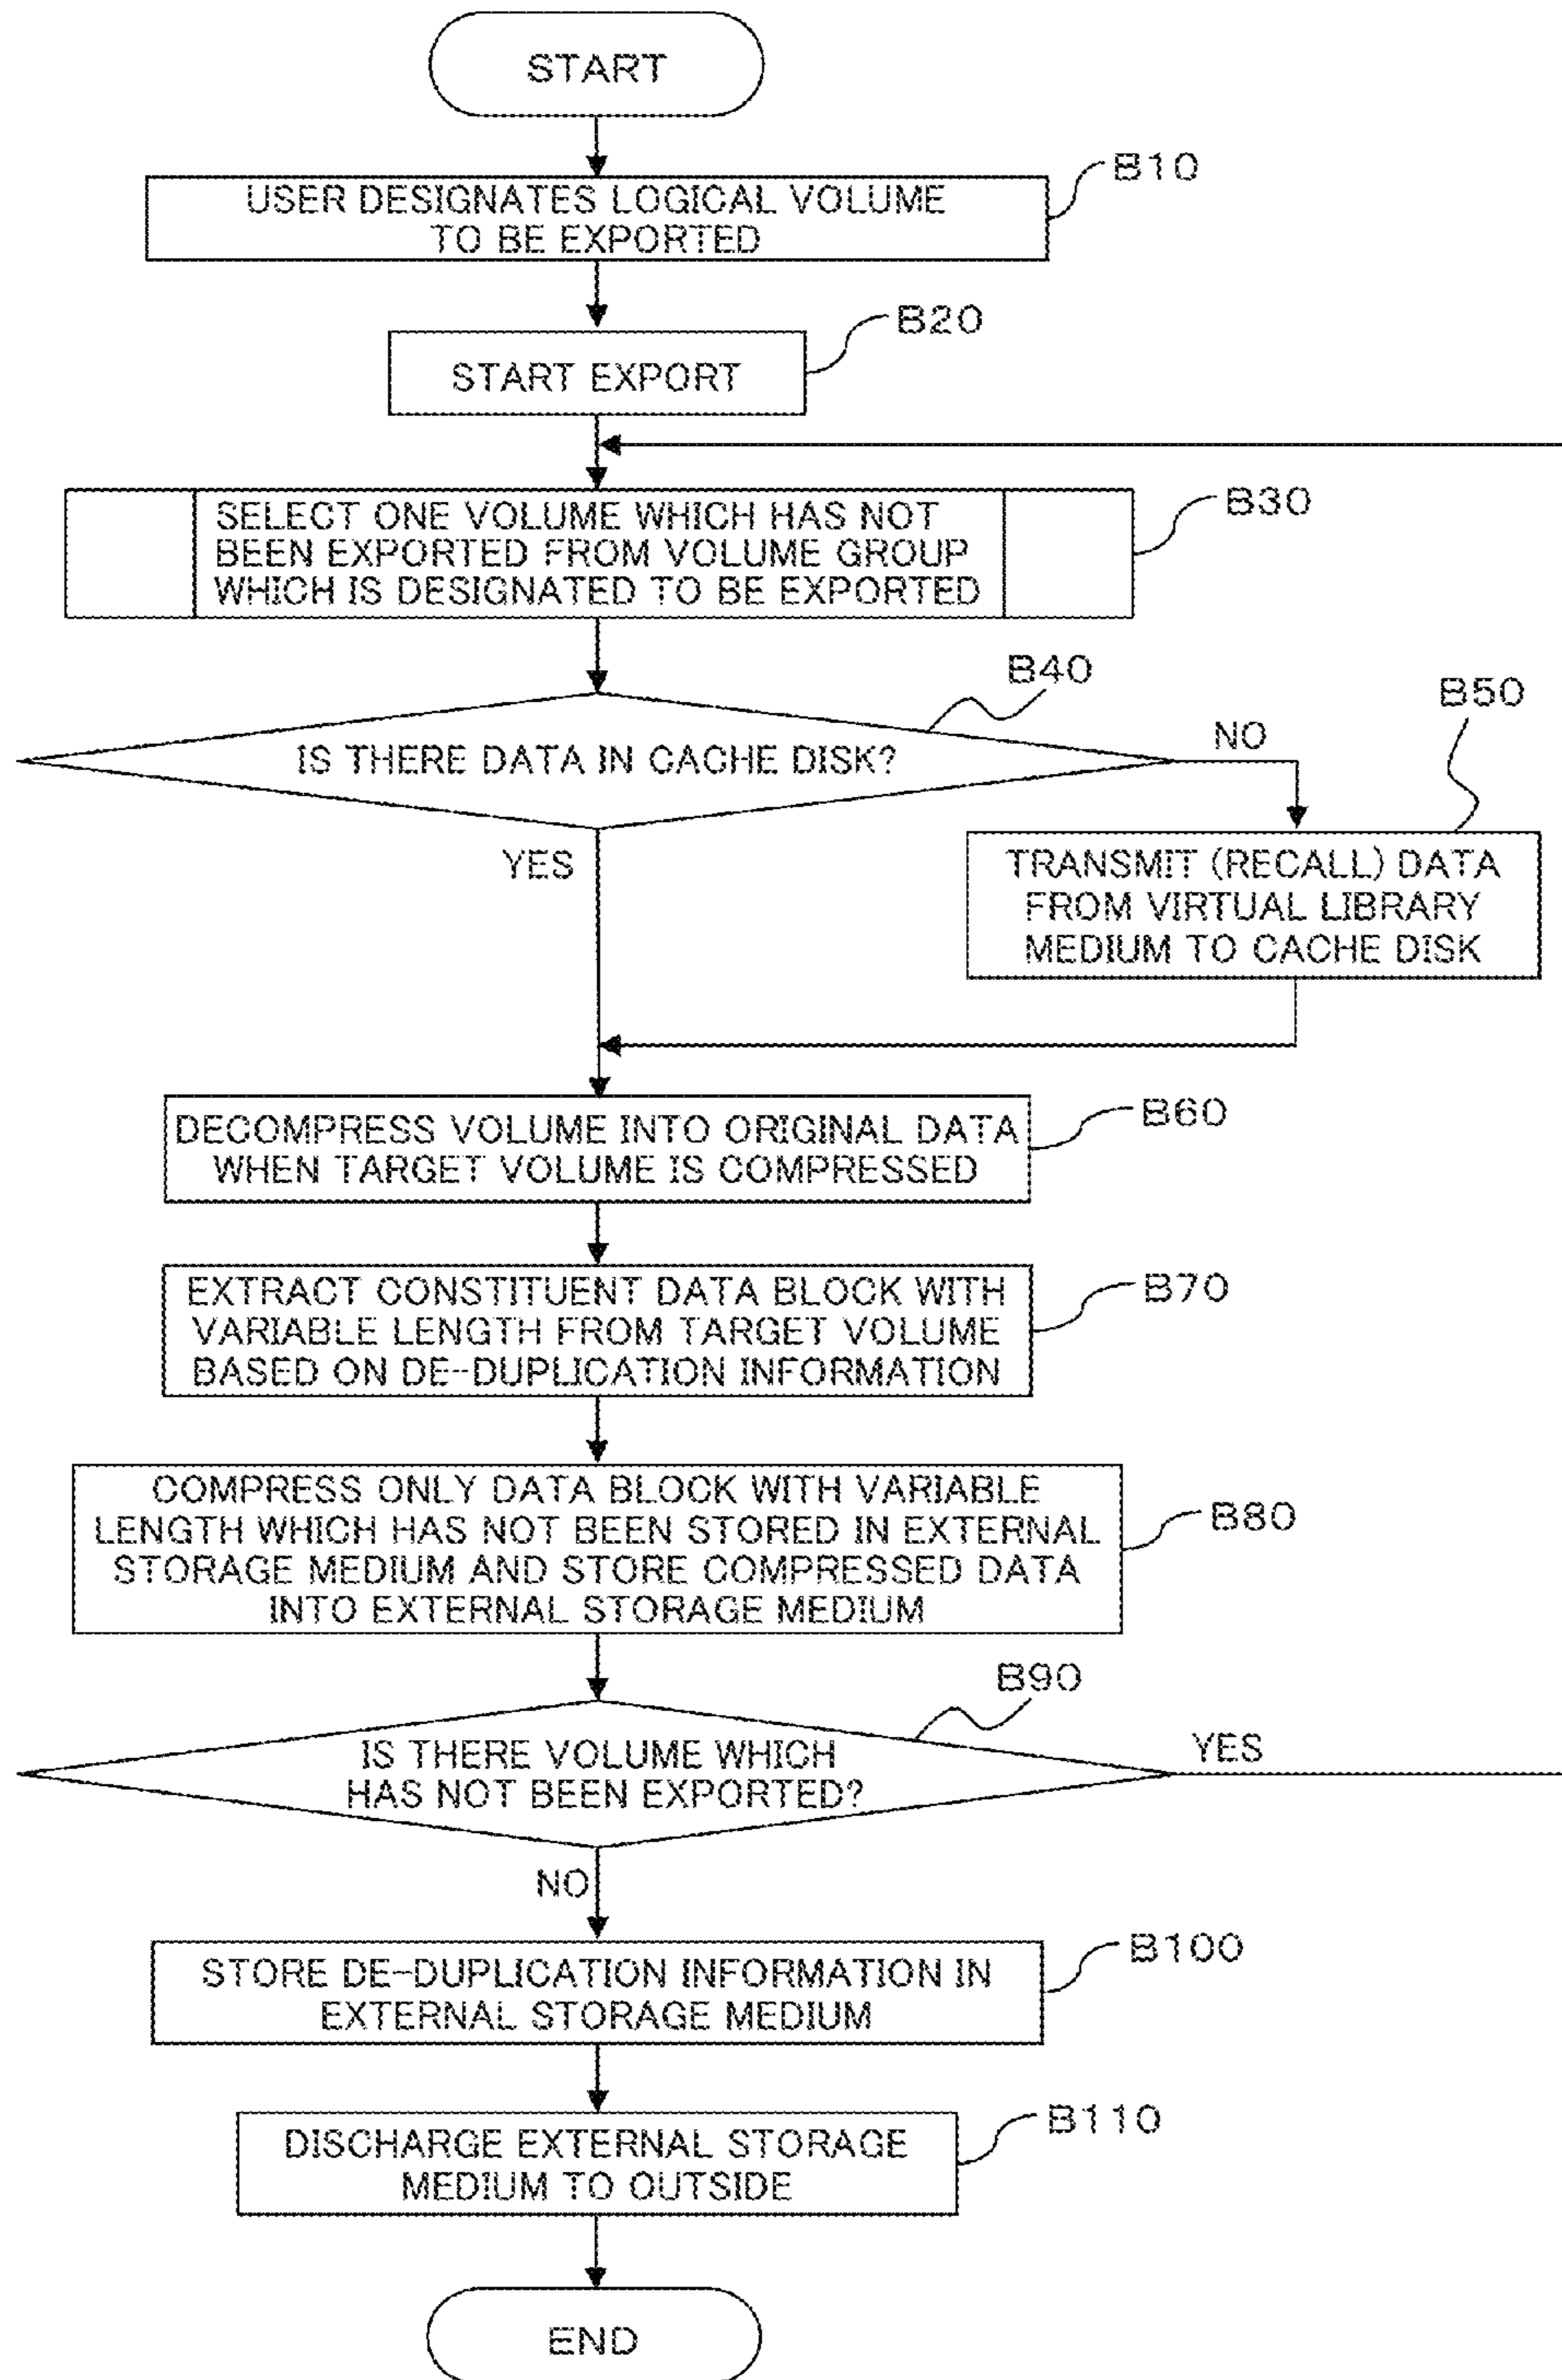 START
B10
USER DESIGNATES LOGICAL VOLUME
TO BE EXPORTED
B20
START EXPORT
B30
SELECT ONE VOLUME WHICH HAS NOT
BEEN EXPORTED FROM VOLUME GROUP
WHICH IS DESIGNATED TO BE EXPORTED
B40
IS THERE DATA IN CACHE DISK?
NO
B50
YES
TRANSMIT (RECALL) DATA
FROM VIRTUAL LIBRARY
MEDIUM TO CACHE DISK
B60
DECOMPRESS VOLUME INTO ORIGINAL DATA
WHEN TARGET VOLUME IS COMPRESSED
B70
EXTRACT CONSTITUENT DATA BLOCK WITH
VARIABLE LENGTH FROM TARGET VOLUME
BASED ON DE-DUPLICATION INFORMATION
B80
COMPRESS ONLY DATA BLOCK WITH VARIABLE
LENGTH WHICH HAS NOT BEEN STORED IN EXTERNAL
STORAGE MEDIUM AND STORE COMPRESSED DATA
INTO EXTERNAL STORAGE MEDIUM
B90
IS THERE VOLUME WHICH
HAS NOT BEEN EXPORTED?
YES
NO
B100
STORE DE-DUPLICATION INFORMATION IN
EXTERNAL STORAGE MEDIUM
B110
DISCHARGE EXTERNAL STORAGE
MEDIUM TO OUTSIDE
END